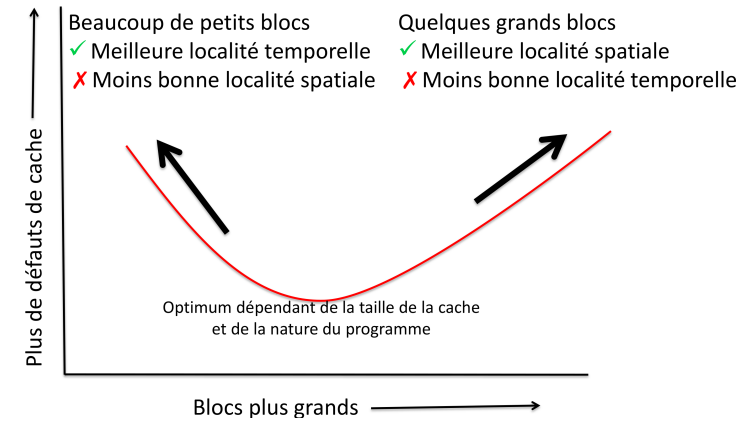 Beaucoup de petits blocs
✓ Meilleure localité temporelle
✗ Moins bonne localité spatiale
Quelques grands blocs
✓ Meilleure localité spatiale
✗ Moins bonne localité temporelle
Plus de défauts de cache
Optimum dépendant de la taille de la cache
et de la nature du programme
Blocs plus grands